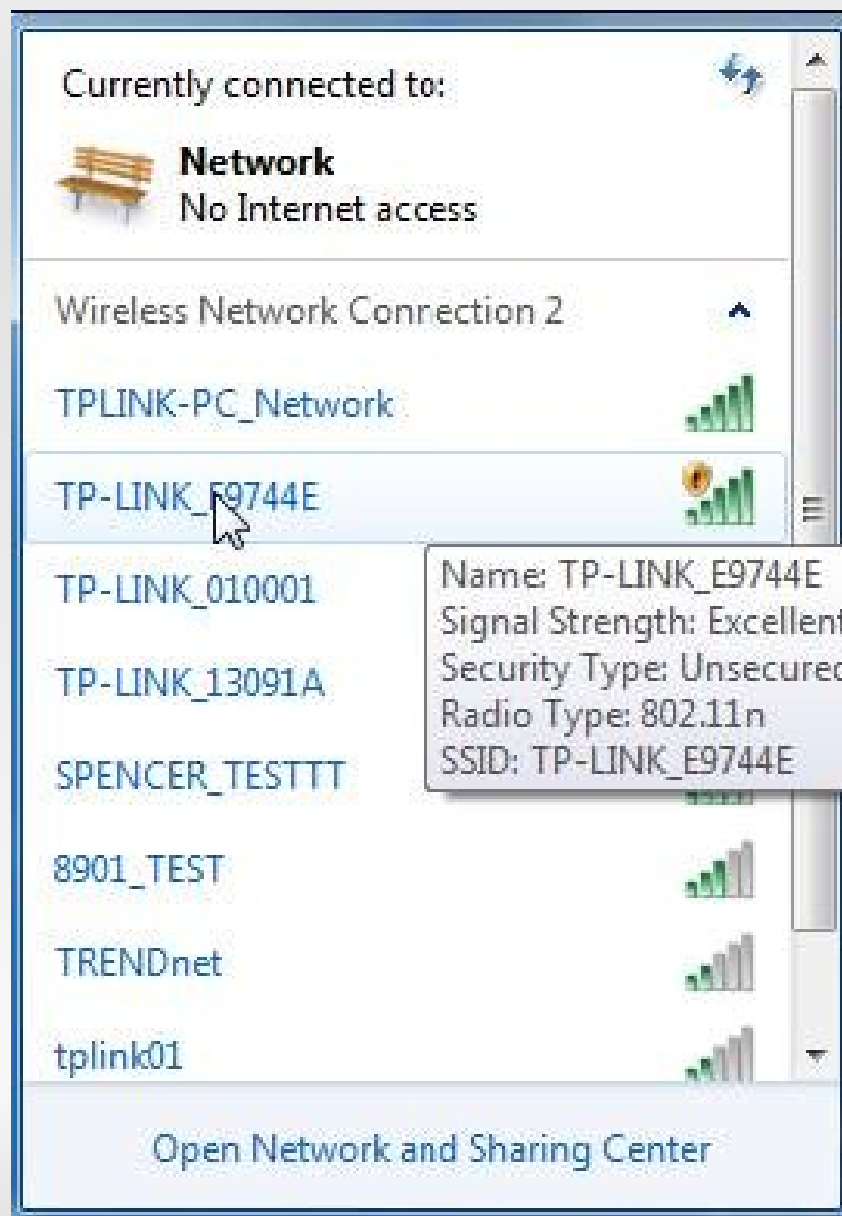 Currently connected to:
Network
No Internet access
Wireless Network Connection 2
TPLINK-PC_Network
TP-LINK_E9744E
TP-LINK_010001
TP-LINK_13091A
SPENCER_TESTTT
8901_TEST
TRENDnet
tplink01
Name: TP-LINK_E9744E
Signal Strength: Excellent
Security Type: Unsecured
Radio Type: 802.11n
SSID: TP-LINK_E9744E
Open Network and Sharing Center